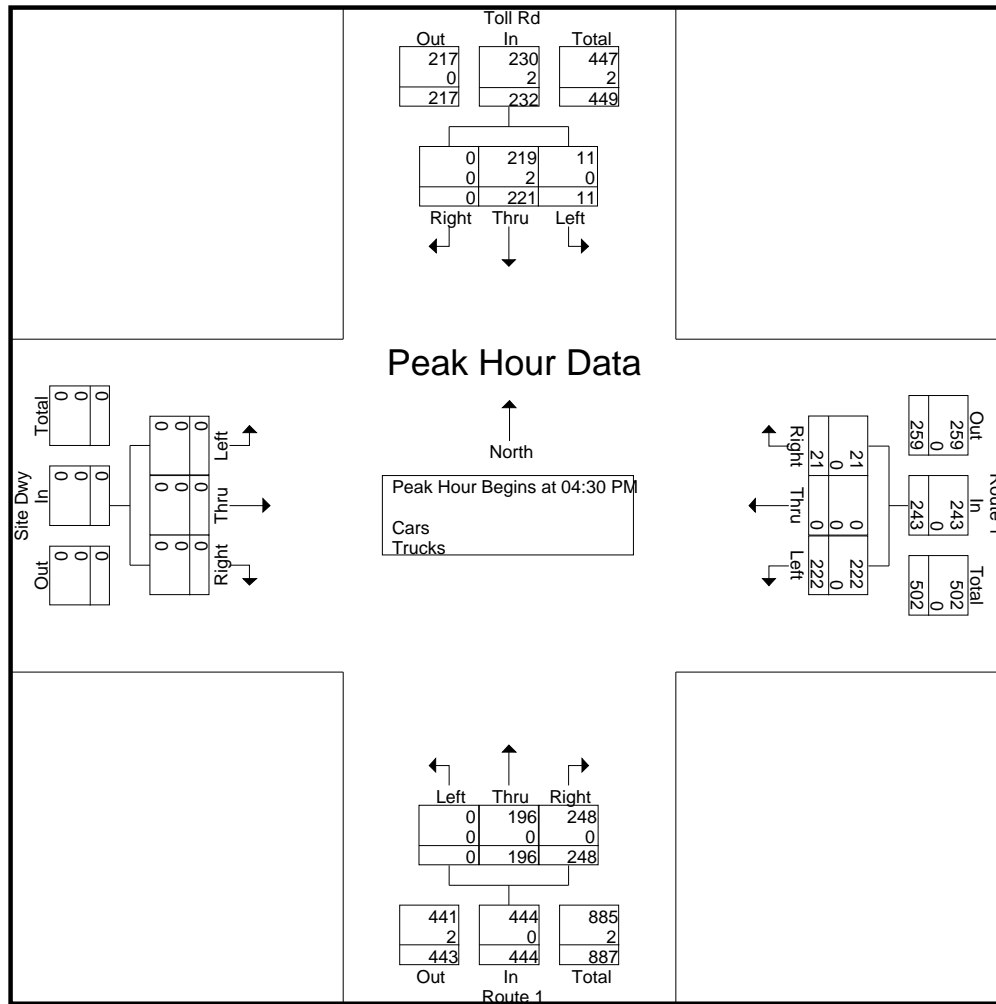 Toll Rd
Out In Total
217 230 447
0 2 2
217 232 449
0 219 11
0 2 0
0 221 11
Right Thru Left
Peak Hour Data
North
Peak Hour Begins at 04:30 PM
Cars
Trucks
Site Dwy
Total In Out
0 0 0
0 0 0
0 0 0
Left Thru Right
0 0 0
0 0 0
0 0 0
Route 1
Out In Total
259 243 502
0 0 0
259 243 502
21 0 222
0 0 0
21 0 222
Right Thru Left
Left Thru Right
0 196 248
0 0 0
0 196 248
441 444 885
2 0 2
443 444 887
Out In Total
Route 1